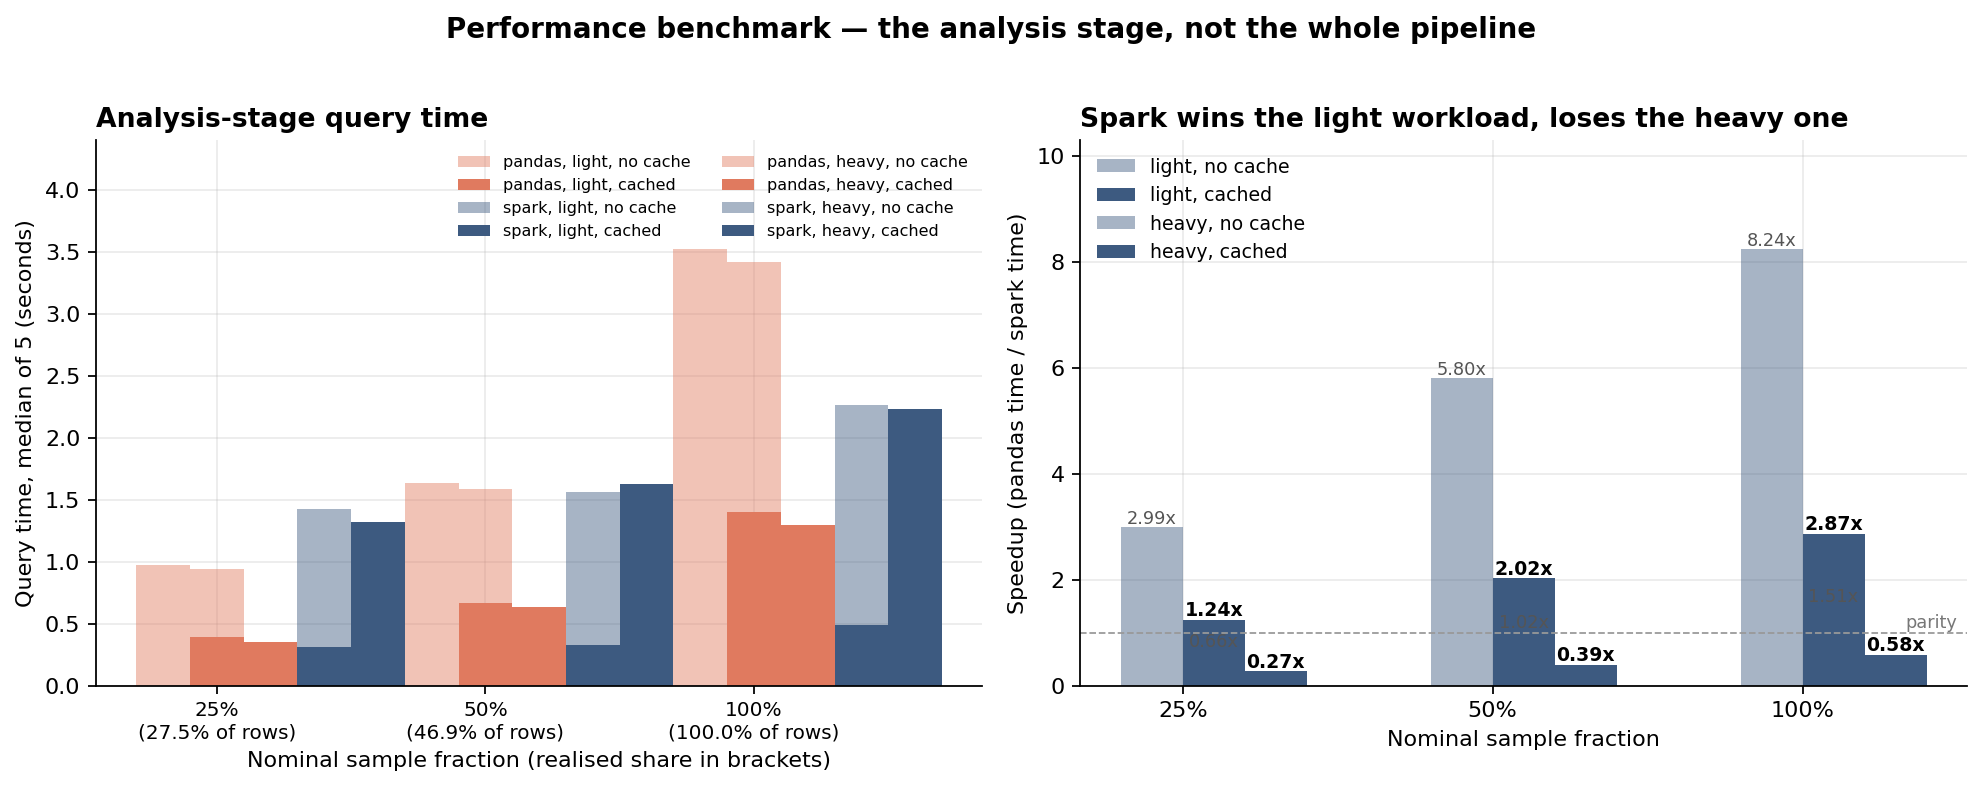 Performance benchmark — the analysis stage, not the whole pipeline
Analysis-stage query time
pandas, light, no cache
pandas, light, cached
spark, light, no cache
spark, light, cached
pandas, heavy, no cache
pandas, heavy, cached
spark, heavy, no cache
spark, heavy, cached
Query time, median of 5 (seconds)
4.0
3.5
3.0
2.5
2.0
1.5
1.0
0.5
0.0
25%
(27.5% of rows)
50%
(46.9% of rows)
100%
(100.0% of rows)
Nominal sample fraction (realised share in brackets)
Spark wins the light workload, loses the heavy one
light, no cache
light, cached
heavy, no cache
heavy, cached
Speedup (pandas time / spark time)
10
8
6
4
2
0
2.99x
1.24x
0.27x
5.80x
2.02x
0.39x
8.24x
2.87x
0.58x
parity
25%
50%
100%
Nominal sample fraction